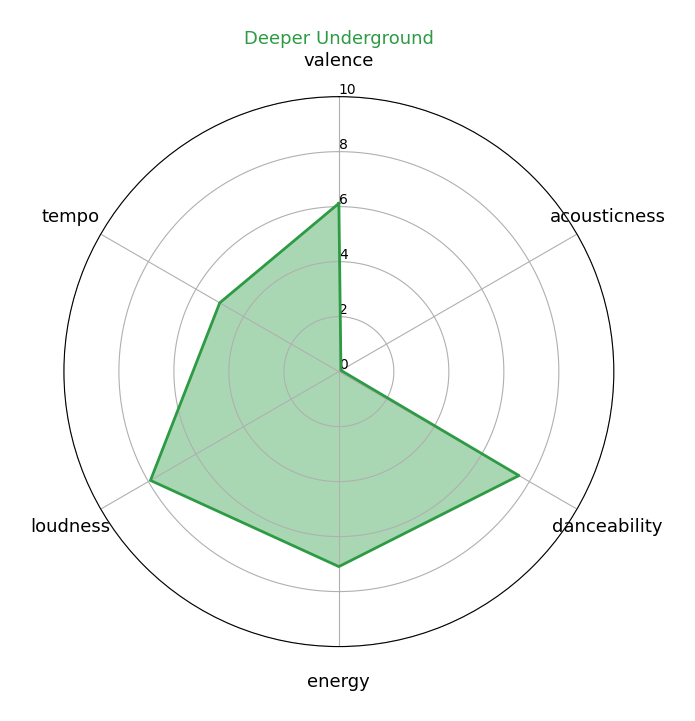 Deeper Underground
valence
10
8
tempo
6
acousticness
4
2
0
loudness
danceability
energy